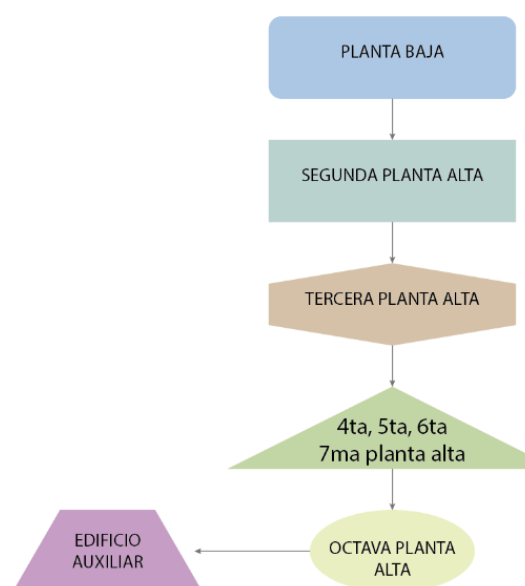 PLANTA BAJA
SEGUNDA PLANTA ALTA
TERCERA PLANTA ALTA
4ta, 5ta, 6ta
7ma planta alta
OCTAVA PLANTA
ALTA
EDIFICIO
AUXILIAR